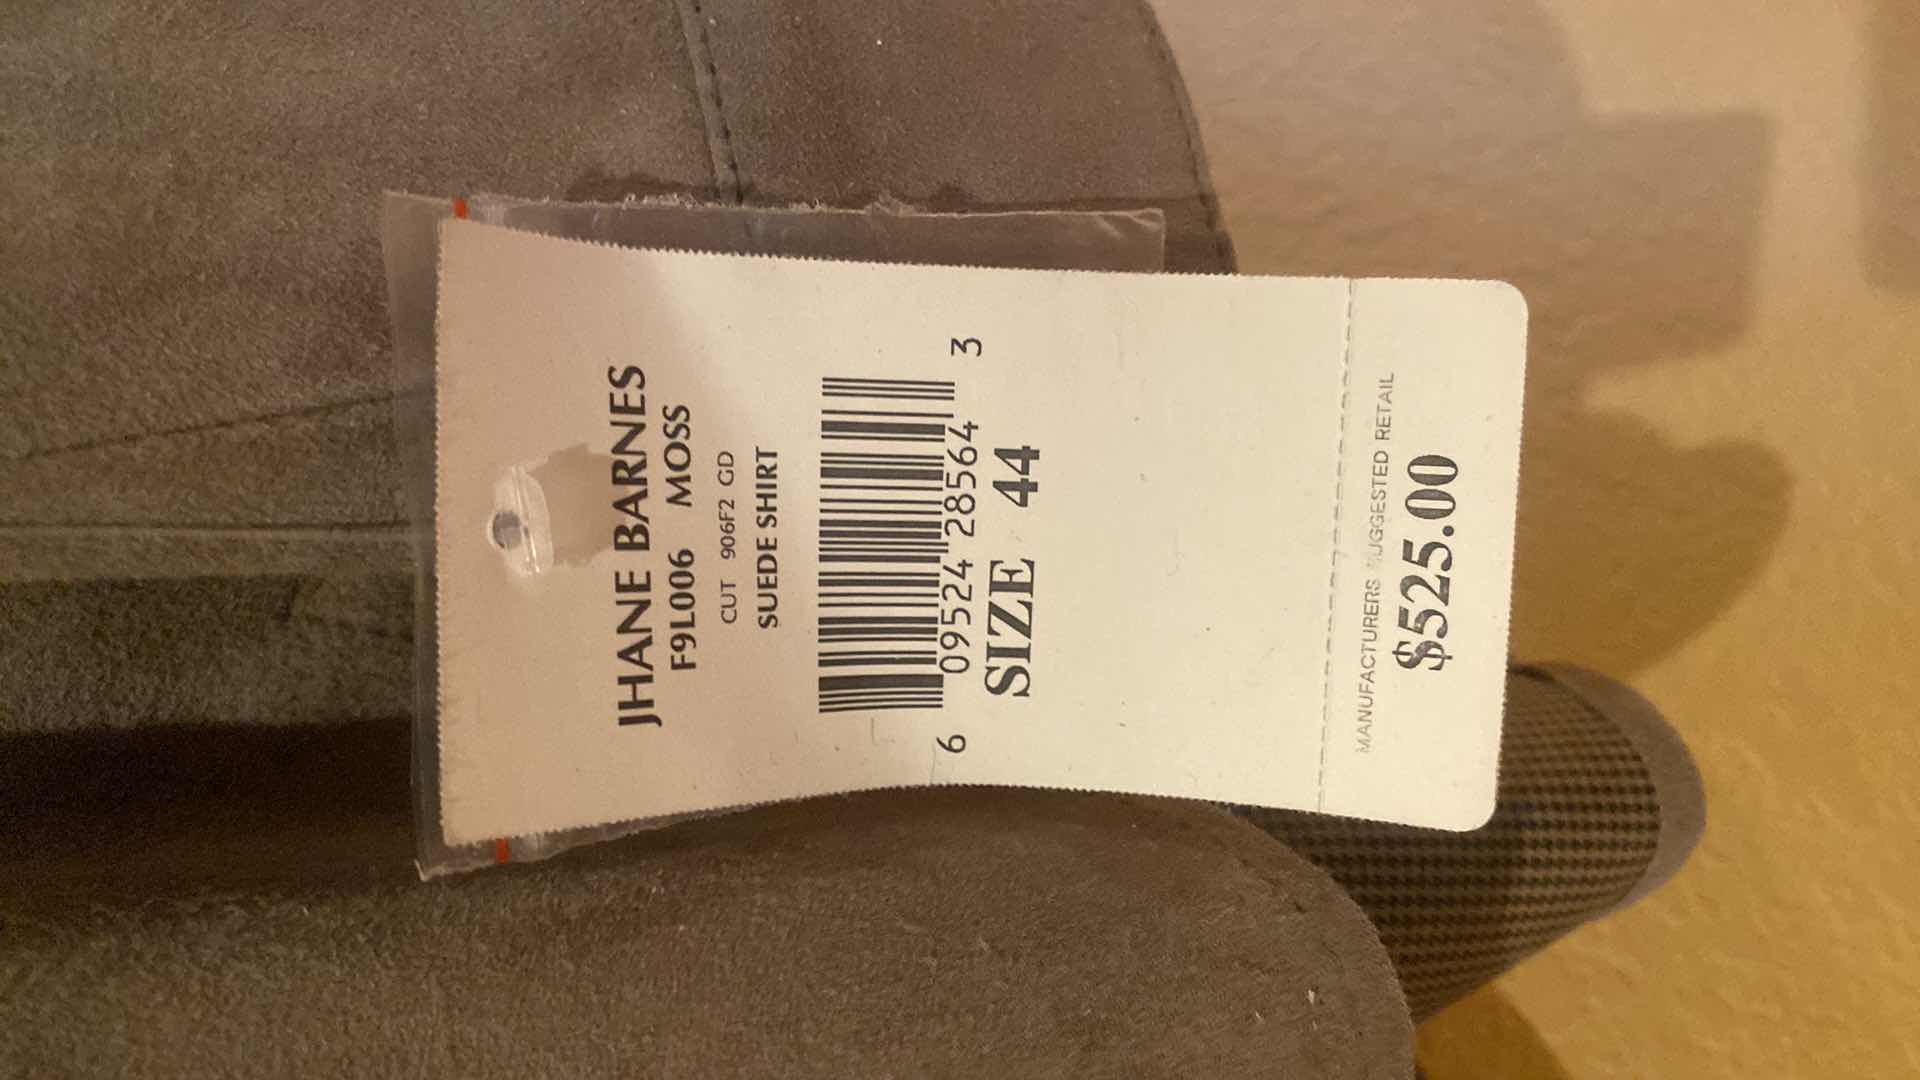 JHANE BARNES
F9L006 MOSS
CUT 906F2 GD
SUEDE SHIRT
6 09524 28564 3
SIZE 44
MANUFACTURERS SUGGESTED RETAIL
$525.00